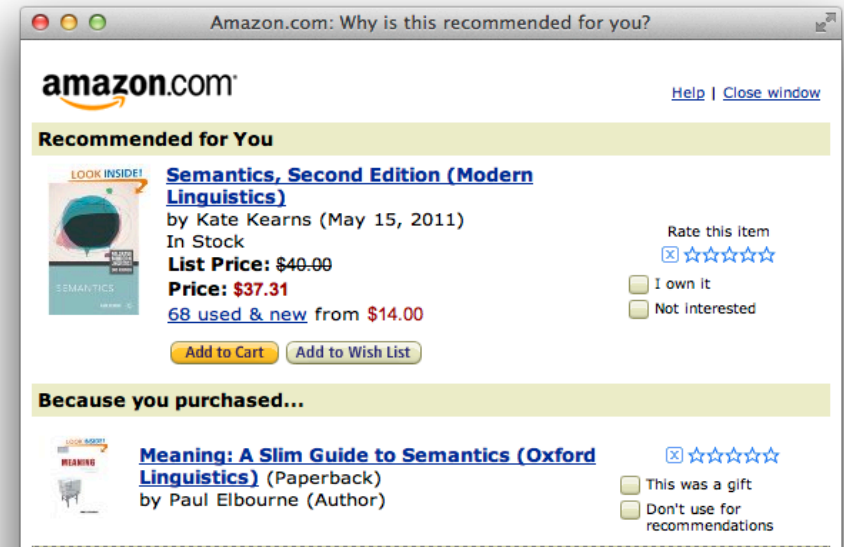 Amazon.com: Why is this recommended for you?
amazon.com
Help | Close window
Recommended for You
LOOK INSIDE!
SEMANTICS
Semantics, Second Edition (Modern
Linguistics)
by Kate Kearns (May 15, 2011)
In Stock
List Price: $40.00
Price: $37.31
68 used & new from $14.00
Add to Cart
Add to Wish List
Rate this item
I own it
Not interested
Because you purchased...
LOOK INSIDE!
MEANING
Meaning: A Slim Guide to Semantics (Oxford
Linguistics) (Paperback)
by Paul Elbourne (Author)
This was a gift
Don't use for
recommendations